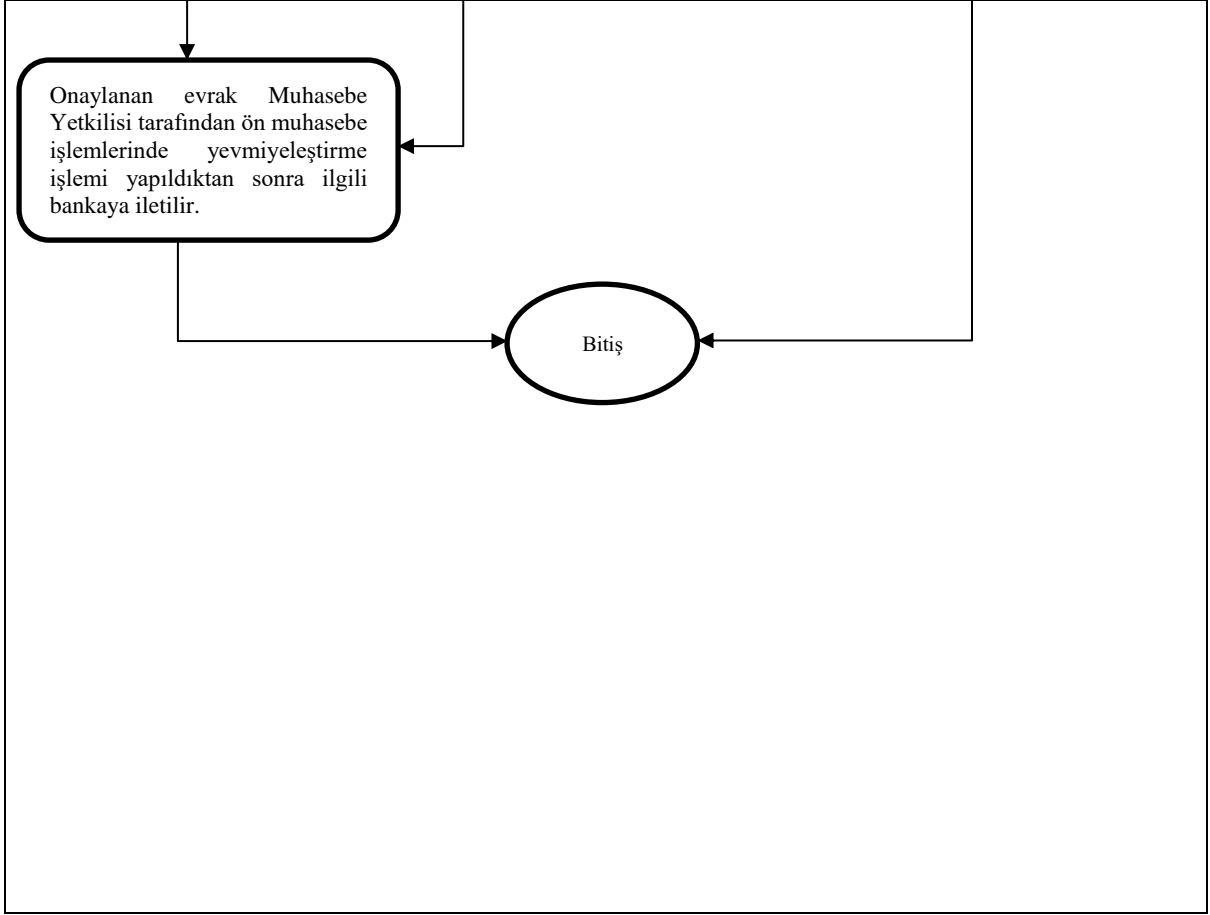 Onaylanan evrak Muhasebe
Yetkilisi tarafından ön muhasebe
işlemlerinde yevmiyeleştirme
işlemi yapıldıktan sonra ilgili
bankaya iletilir.
Bitiş